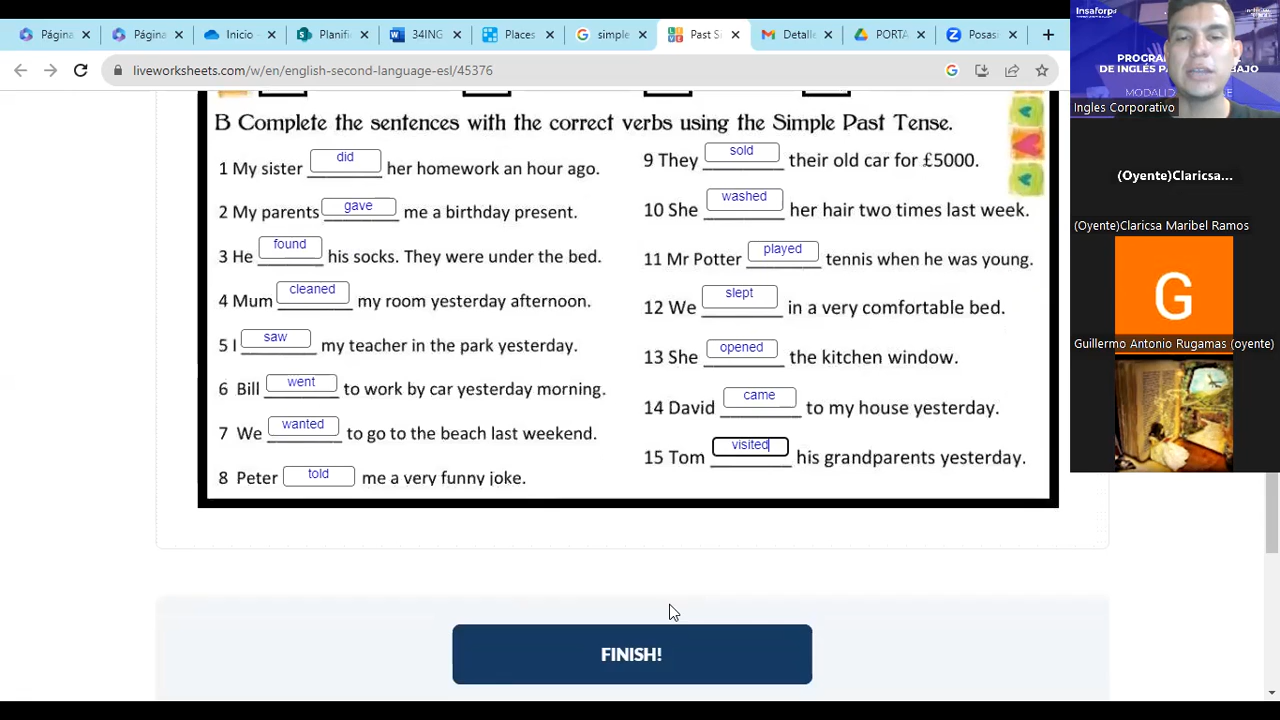 Página
Página
Inicio -
Planifi
34ING
Places
simple
Past S
Detalle
PORTA
Posas
liveworksheets.com/w/en/english-second-language-esl/45376
B Complete the sentences with the correct verbs using the Simple Past Tense.
1 My sister did her homework an hour ago.
2 My parents gave me a birthday present.
3 He found his socks. They were under the bed.
4 Mum cleaned my room yesterday afternoon.
5 I saw my teacher in the park yesterday.
6 Bill went to work by car yesterday morning.
7 We wanted to go to the beach last weekend.
8 Peter told me a very funny joke.
9 They sold their old car for £5000.
10 She washed her hair two times last week.
11 Mr Potter played tennis when he was young.
12 We slept in a very comfortable bed.
13 She opened the kitchen window.
14 David came to my house yesterday.
15 Tom visited his grandparents yesterday.
FINISH!
Insaforp
PROGRA
DE INGLÉS PA BAJO
Ingles Corporativo
(Oyente)Claricsa...
(Oyente)Claricsa Maribel Ramos
G
Guillermo Antonio Rugamas (oyente)